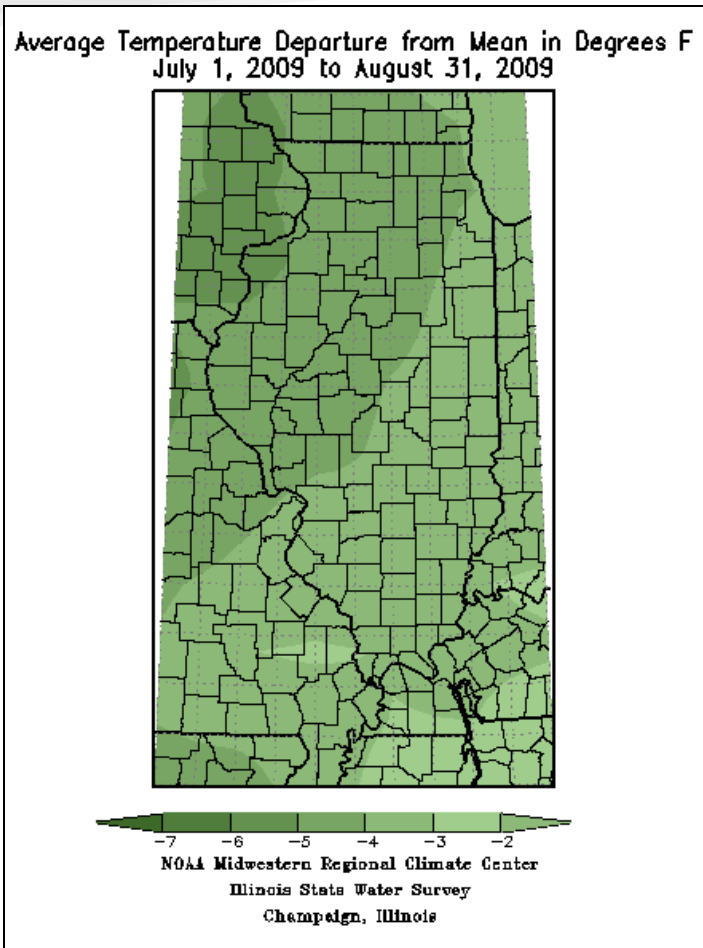 Average Temperature Departure from Mean in Degrees F
July 1, 2009 to August 31, 2009
-7 -6 -5 -4 -3 -2
NOAA Midwestern Regional Climate Center
Illinois State Water Survey
Champaign, Illinois